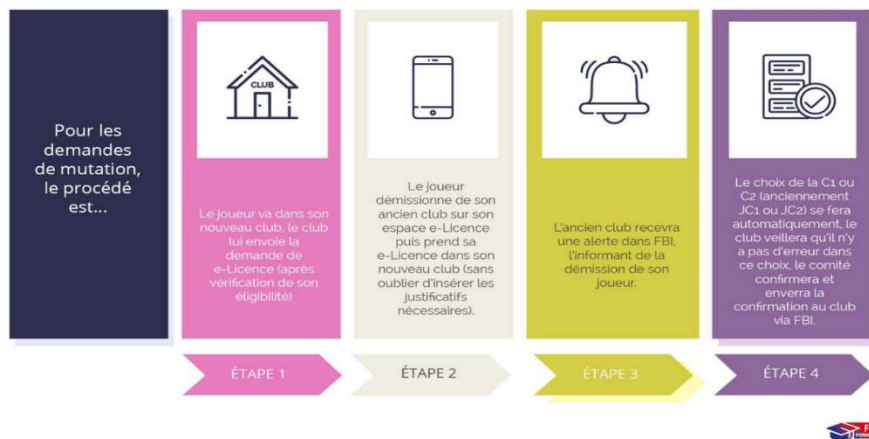 Pour les
demandes
de mutation,
le procédé
est...
CLUB
Le joueur va dans son
nouveau club, le club
lui envoie la
demande de
e-Licence (après
vérification de son
éligibilité)
Le joueur
démissionne de son
ancien club sur son
espace e-Licence
puis prend sa
e-Licence dans son
nouveau club (sans
oublier d'insérer les
justificatifs
nécessaires).
L'ancien club recevra
une alerte dans FBI,
l'informant de la
démission de son
joueur.
Le choix de la C1 ou
C2 (anciennement
JC1 ou JC2) se fera
automatiquement, le
club veillera qu'il n'y
a pas d'erreur dans
ce choix, le comité
confirmera et
enverra la
confirmation au club
via FBI.
ÉTAPE 1
ÉTAPE 2
ÉTAPE 3
ÉTAPE 4